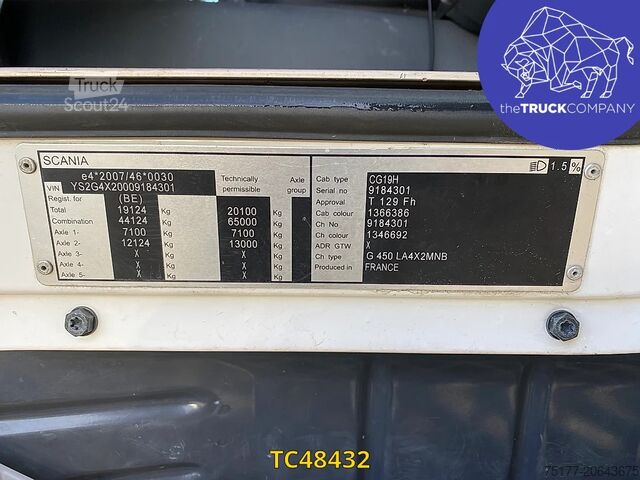 Truck
Scout24
theTRUCKCOMPANY
SCANIA
e4*2007/46*0030
VIN YS2G4X20009184301
Regist. for (BE)
Technically permissible
Axle group
Total 19124 Kg 20100 Kg
Combination 44124 Kg 65000 Kg
Axle 1- 7100 Kg 7100 Kg
Axle 2- 12124 Kg 13000 Kg
Axle 3- X Kg X Kg
Axle 4- X Kg X Kg
Axle 5- X Kg X Kg
1.5 %
Cab type CG19H
Serial no 9184301
Approval T 129 Fh
Cab colour 1366386
Ch No 9184301
Ch colour 1346692
ADR GTW X
Ch type G 450 LA4X2MNB
Produced in FRANCE
TC48432
75177-20643675